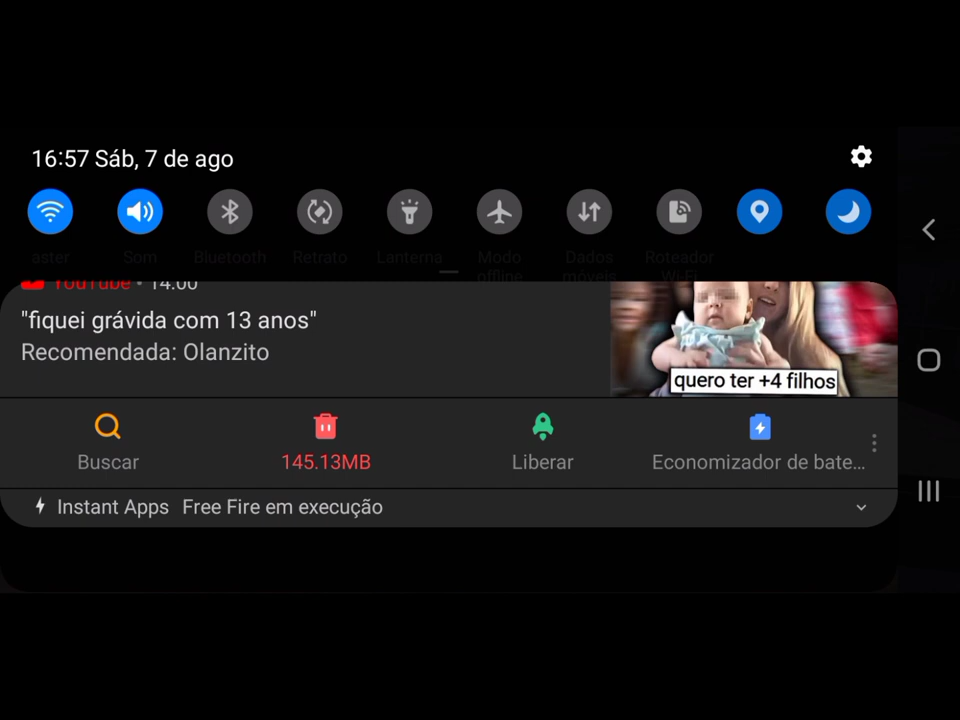 16:57 Sáb, 7 de ago
aster
Som
Bluetooth
Retrato
Lanterna
Modo offline
Dados móveis
Roteador Wi-Fi
YouTube • 14:00
"fiquei grávida com 13 anos"
Recomendada: Olanzito
quero ter +4 filhos
Buscar
145.13MB
Liberar
Economizador de bate...
Instant Apps Free Fire em execução